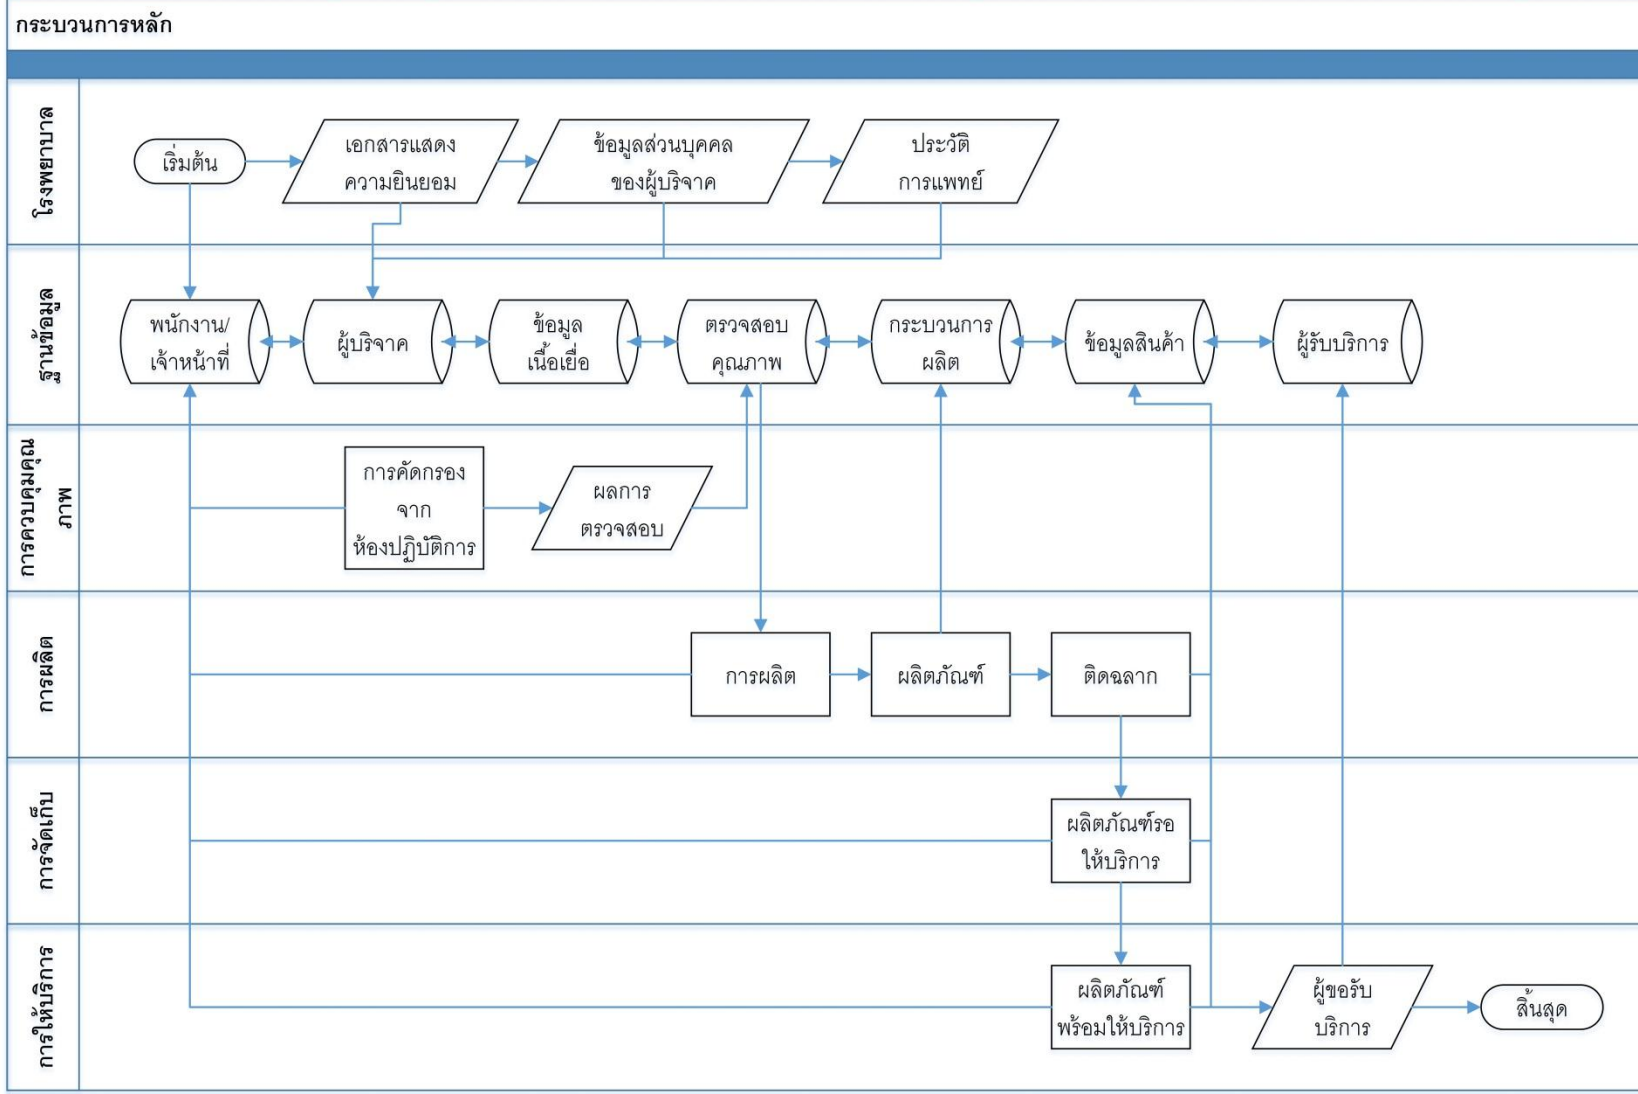 กระบวนการหลัก
โรงพยาบาล
เริ่มต้น
เอกสารแสดง
ความยินยอม
ข้อมูลส่วนบุคคล
ของผู้บริจาค
ประวัติ
การแพทย์
ฐานข้อมูล
พนักงาน/
เจ้าหน้าที่
ผู้บริจาค
ข้อมูล
เนื้อเยื่อ
ตรวจสอบ
คุณภาพ
กระบวนการ
ผลิต
ข้อมูลสินค้า
ผู้รับบริการ
การควบคุมคุณ
ภาพ
การคัดกรอง
จาก
ห้องปฏิบัติการ
ผลการ
ตรวจสอบ
การผลิต
การผลิต
ผลิตภัณฑ์
ติดฉลาก
การจัดเก็บ
ผลิตภัณฑ์รอ
ให้บริการ
การให้บริการ
ผลิตภัณฑ์
พร้อมให้บริการ
ผู้ขอรับ
บริการ
สิ้นสุด